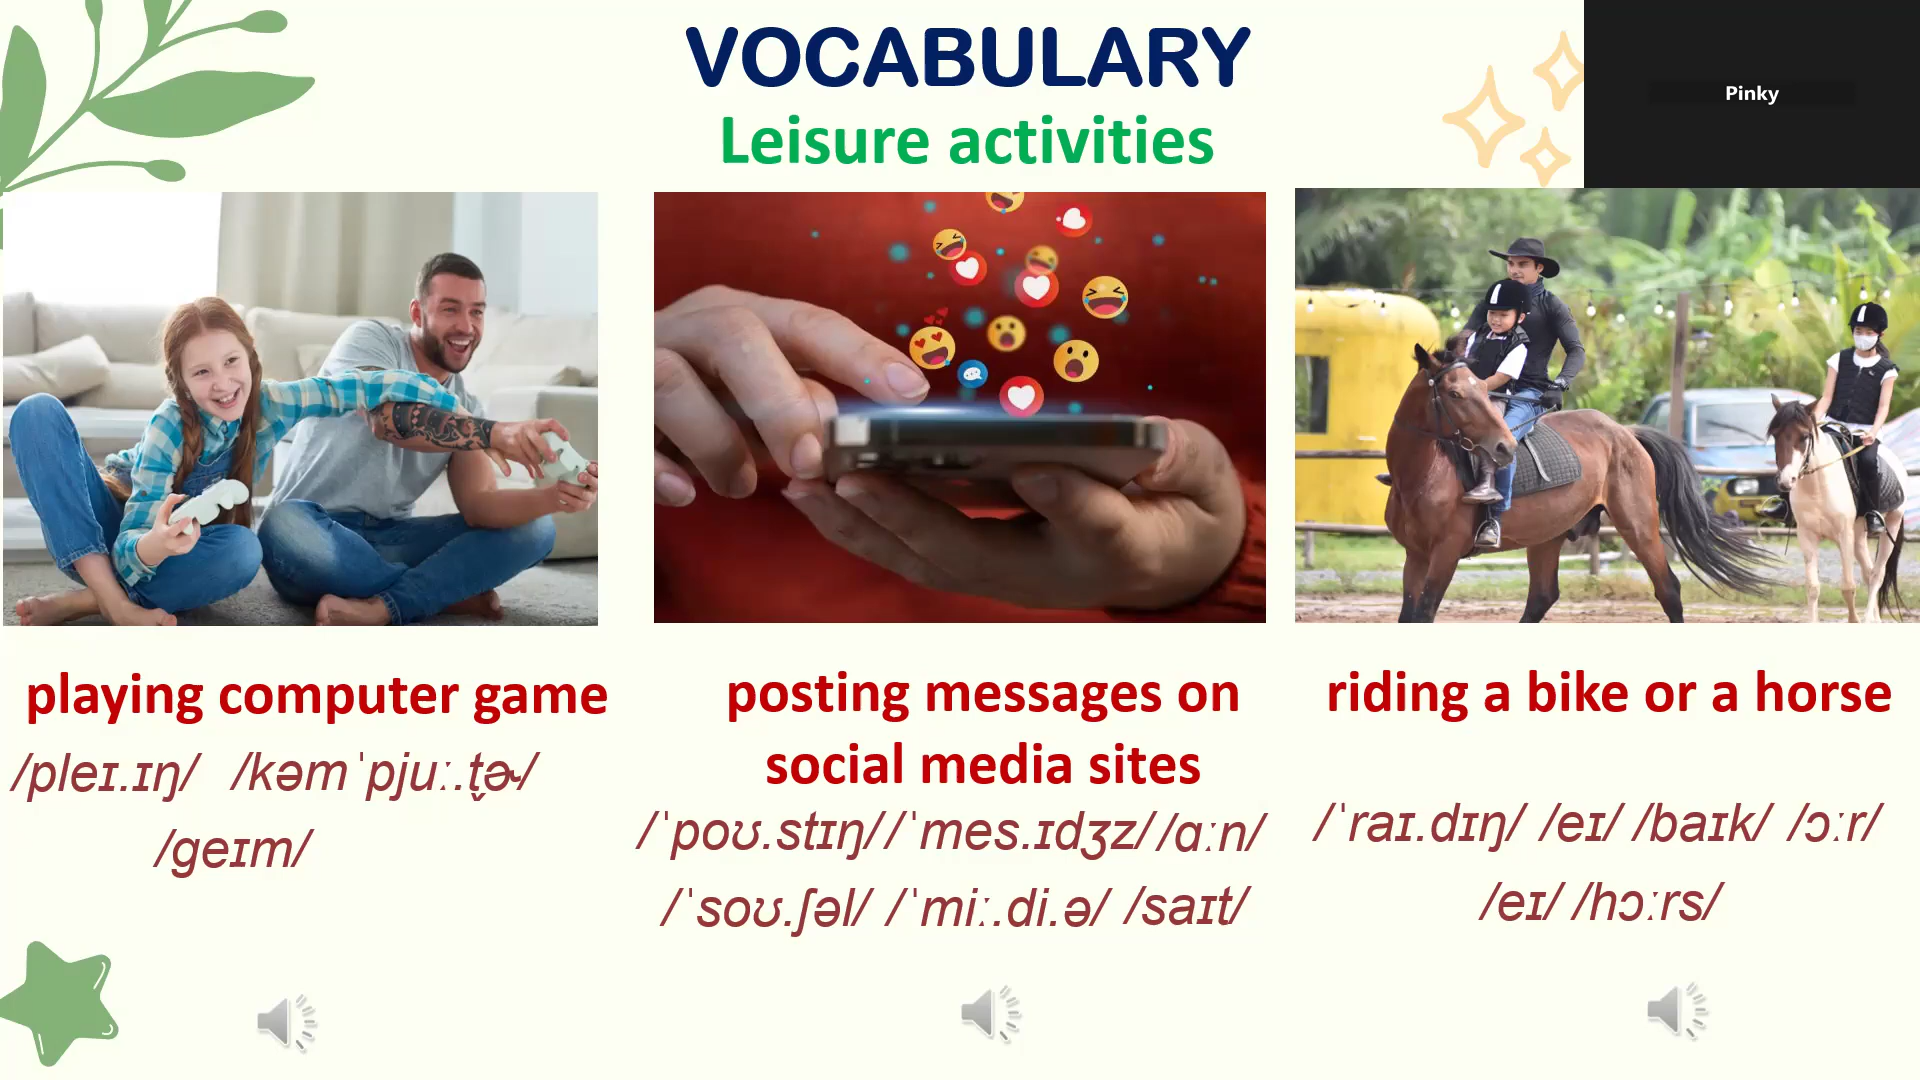 VOCABULARY
Leisure activities
Pinky
playing computer game
/pleɪ.ɪŋ/ /kəmˈpjuː.t̬ɚ/
/geɪm/
posting messages on
social media sites
/ˈpoʊ.stɪŋ/ /ˈmes.ɪdʒz/ /ɑːn/
/ˈsoʊ.ʃəl/ /ˈmiː.di.ə/ /saɪt/
riding a bike or a horse
/ˈraɪ.dɪŋ/ /eɪ/ /baɪk/ /ɔːr/
/eɪ/ /hɔːrs/